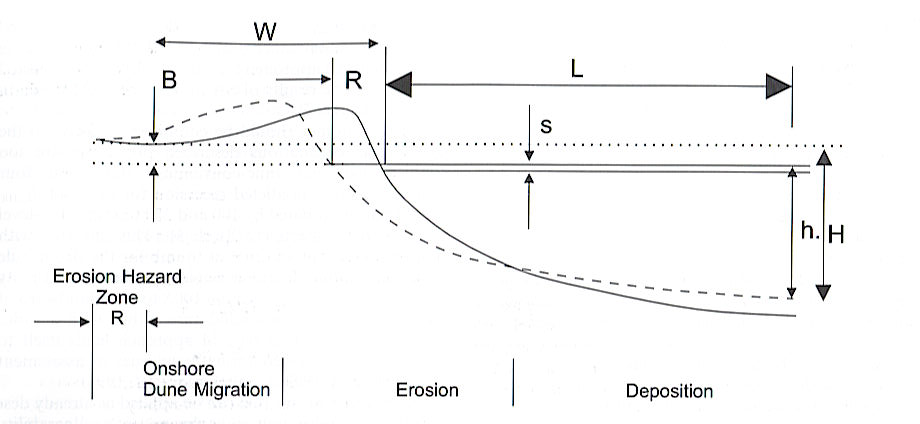 W
B
R
L
s
h.
H
Erosion Hazard
Zone
R
Onshore
Dune Migration
Erosion
Deposition